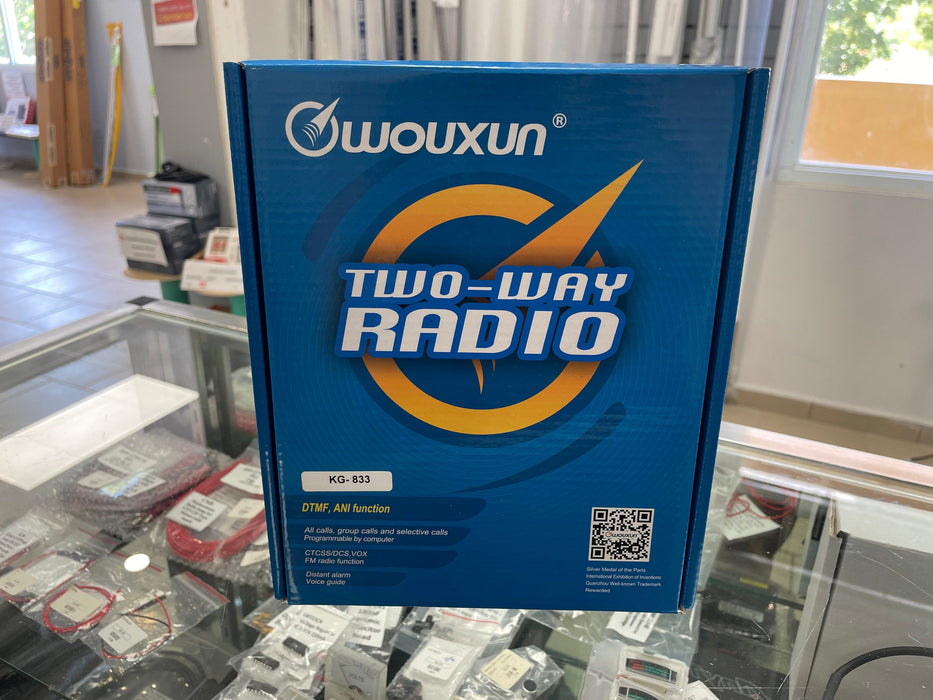 WOUXUN®
TWO-WAY
RADIO
KG-833
DTMF, ANI function
All calls, group calls and selective calls
Programmable by computer
CTCSS/DCS,VOX
FM radio function
Distant alarm
Voice guide
WOUXUN
Silver Medal of the Paris
International Exhibition of Inventions
Quanzhou Well-known Trademark
Rewarded
VOLTS